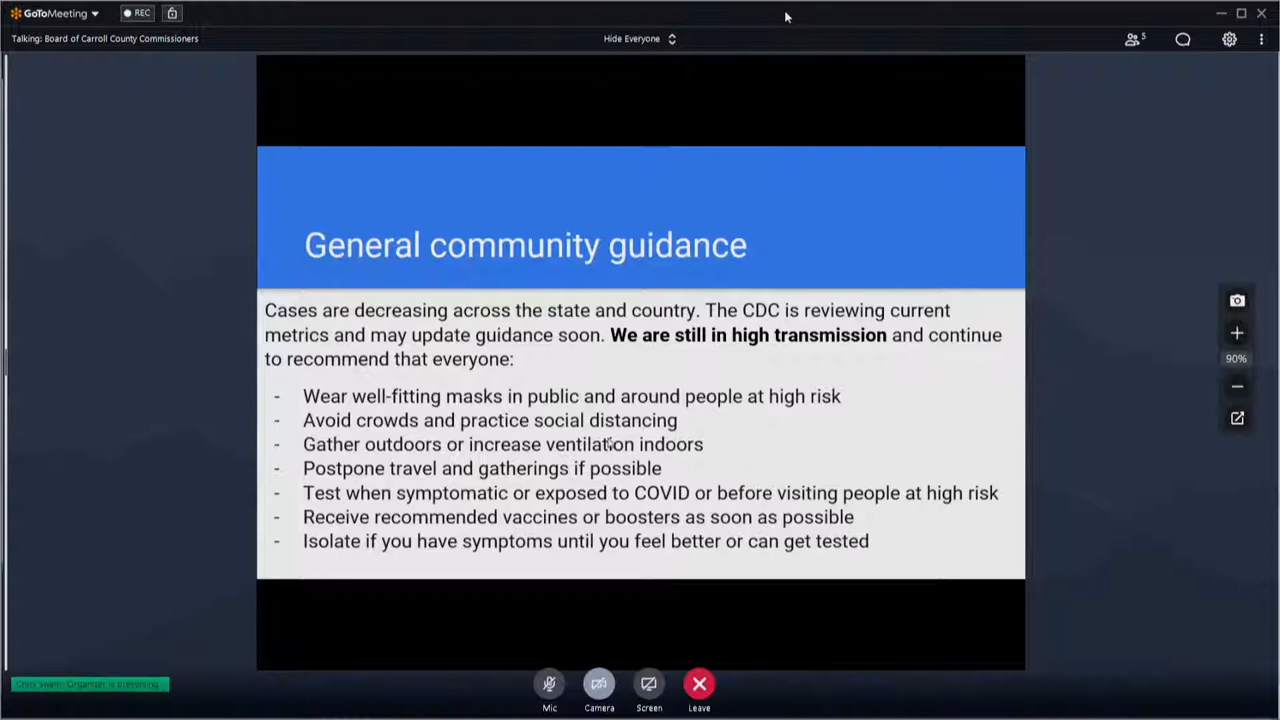 GoToMeeting
REC
Talking: Board of Carroll County Commissioners
Hide Everyone
5
General community guidance
Cases are decreasing across the state and country. The CDC is reviewing current
metrics and may update guidance soon. We are still in high transmission and continue
to recommend that everyone:
- Wear well-fitting masks in public and around people at high risk
- Avoid crowds and practice social distancing
- Gather outdoors or increase ventilation indoors
- Postpone travel and gatherings if possible
- Test when symptomatic or exposed to COVID or before visiting people at high risk
- Receive recommended vaccines or boosters as soon as possible
- Isolate if you have symptoms until you feel better or can get tested
90%
Organizer is presenting
Mic
Camera
Screen
Leave